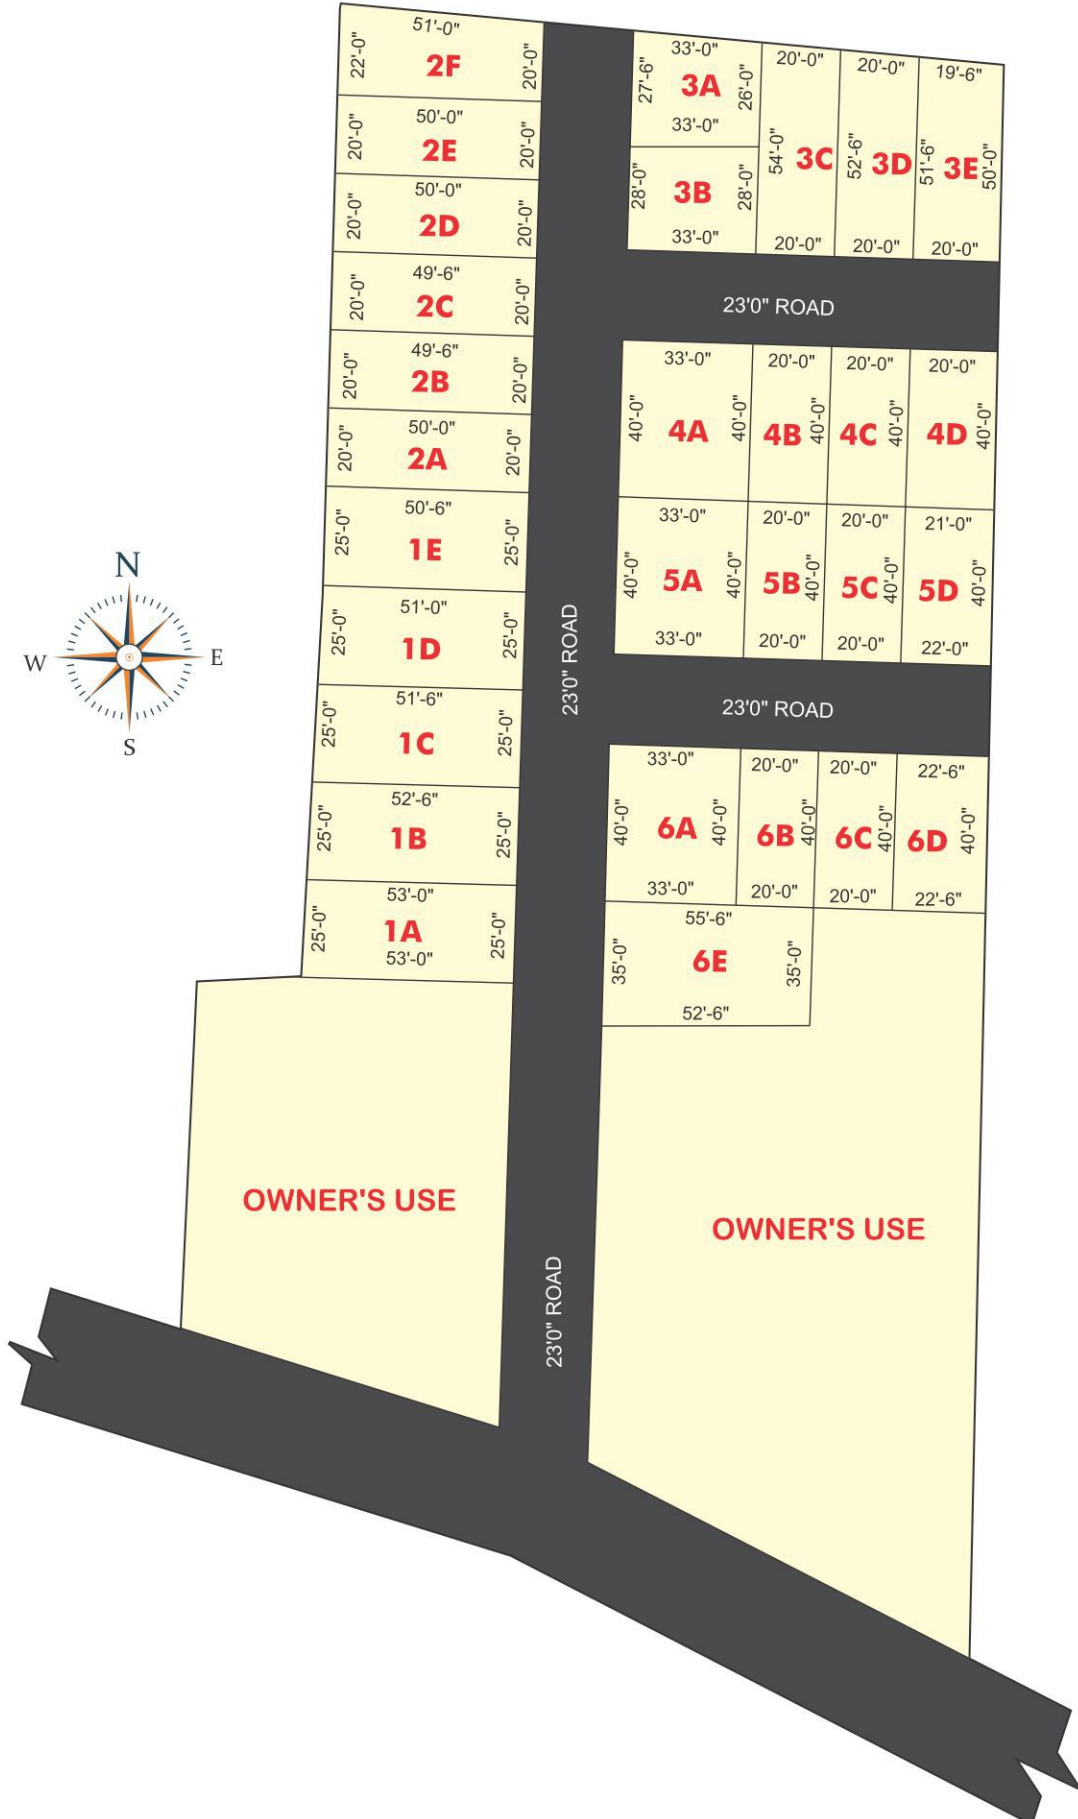 51'-0"
22'-0"
2F
20'-0"
50'-0"
20'-0"
2E
20'-0"
50'-0"
20'-0"
2D
20'-0"
49'-6"
20'-0"
2C
20'-0"
49'-6"
20'-0"
2B
20'-0"
50'-0"
20'-0"
2A
20'-0"
50'-6"
25'-0"
1E
25'-0"
51'-0"
25'-0"
1D
25'-0"
51'-6"
25'-0"
1C
25'-0"
52'-6"
25'-0"
1B
25'-0"
53'-0"
25'-0"
1A
25'-0"
53'-0"
33'-0"
27'-6"
3A
26'-0"
33'-0"
28'-0"
3B
28'-0"
33'-0"
20'-0"
54'-0"
3C
20'-0"
20'-0"
52'-6"
3D
20'-0"
19'-6"
51'-6"
3E
50'-0"
20'-0"
23'0" ROAD
33'-0"
40'-0"
4A
40'-0"
20'-0"
4B
40'-0"
20'-0"
4C
40'-0"
20'-0"
4D
40'-0"
33'-0"
40'-0"
5A
40'-0"
33'-0"
20'-0"
5B
40'-0"
20'-0"
20'-0"
5C
40'-0"
20'-0"
21'-0"
5D
40'-0"
22'-0"
23'0" ROAD
23'0" ROAD
33'-0"
40'-0"
6A
40'-0"
33'-0"
20'-0"
6B
40'-0"
20'-0"
20'-0"
6C
40'-0"
20'-0"
22'-6"
6D
40'-0"
22'-6"
55'-6"
35'-0"
6E
35'-0"
52'-6"
N
W
E
S
OWNER'S USE
OWNER'S USE
23'0" ROAD